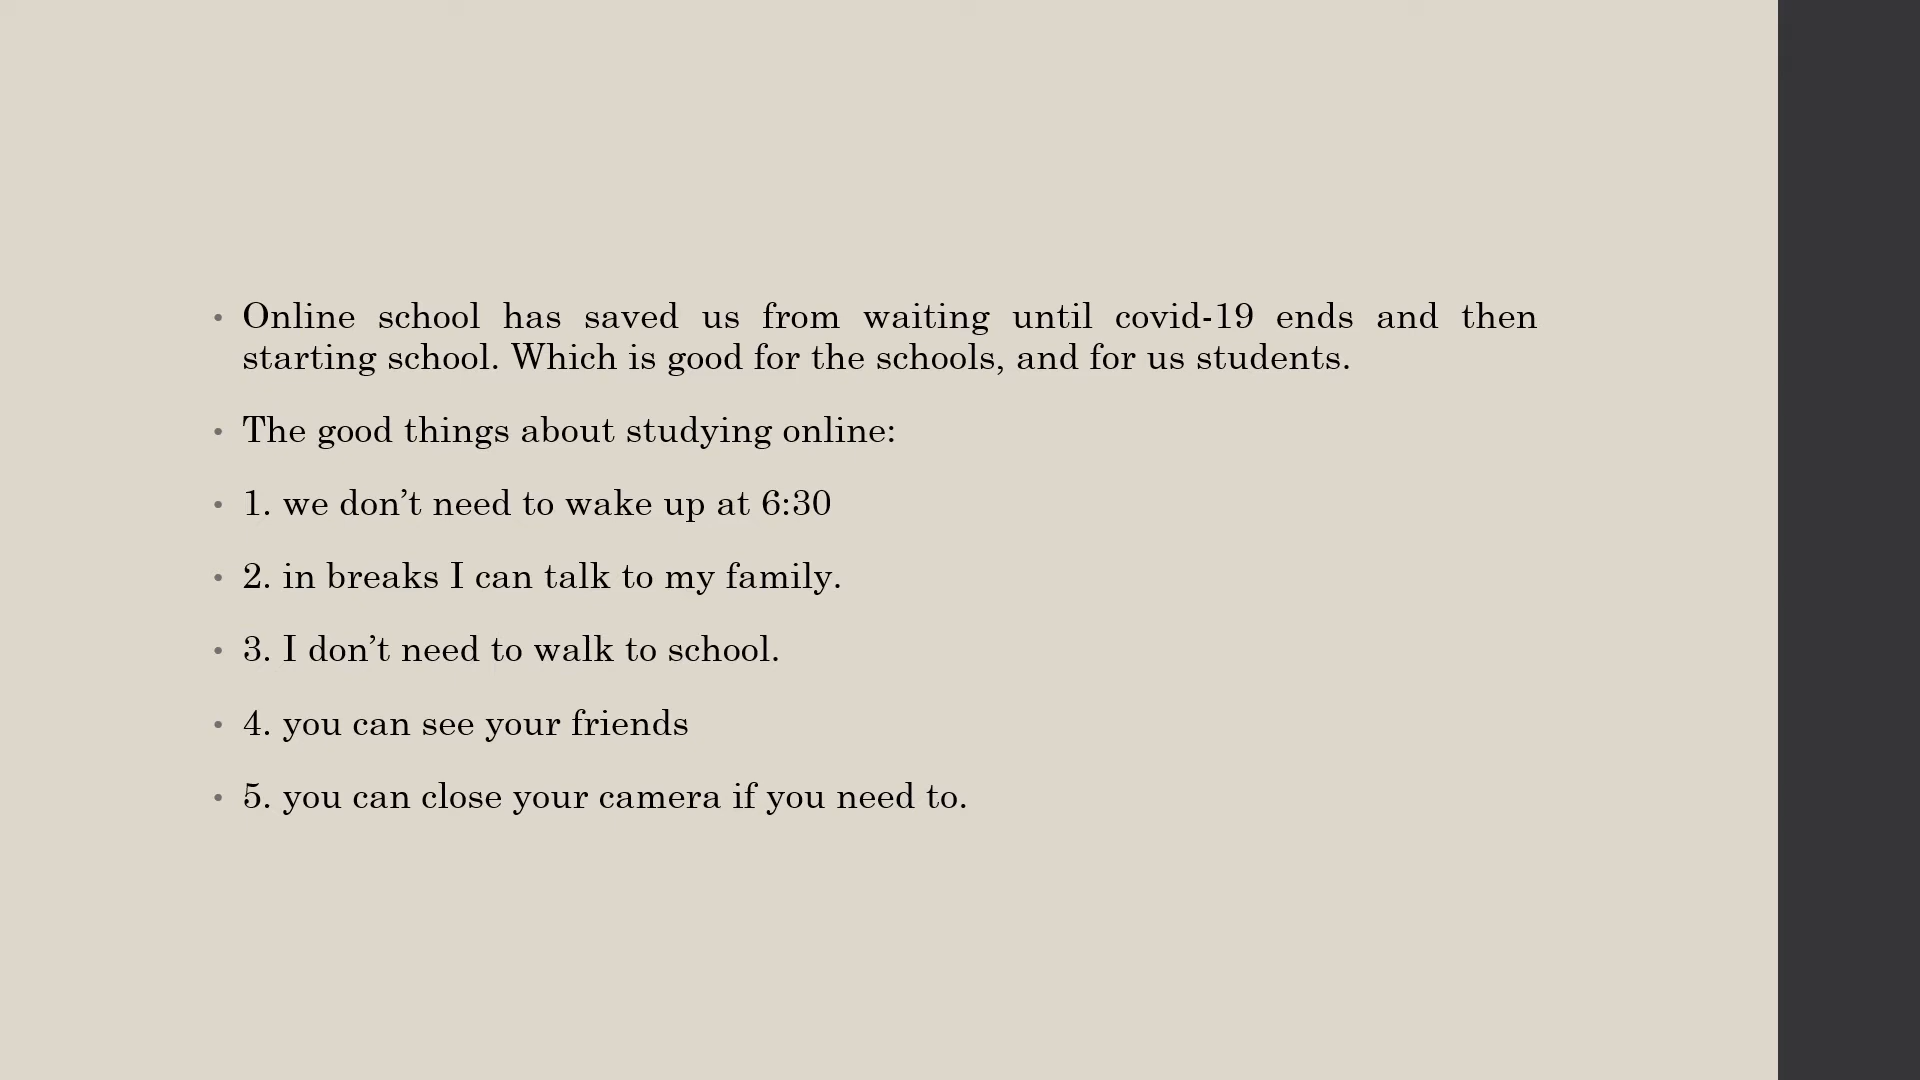 • Online school has saved us from waiting until covid-19 ends and then
starting school. Which is good for the schools, and for us students.
• The good things about studying online:
• 1. we don’t need to wake up at 6:30
• 2. in breaks I can talk to my family.
• 3. I don’t need to walk to school.
• 4. you can see your friends
• 5. you can close your camera if you need to.